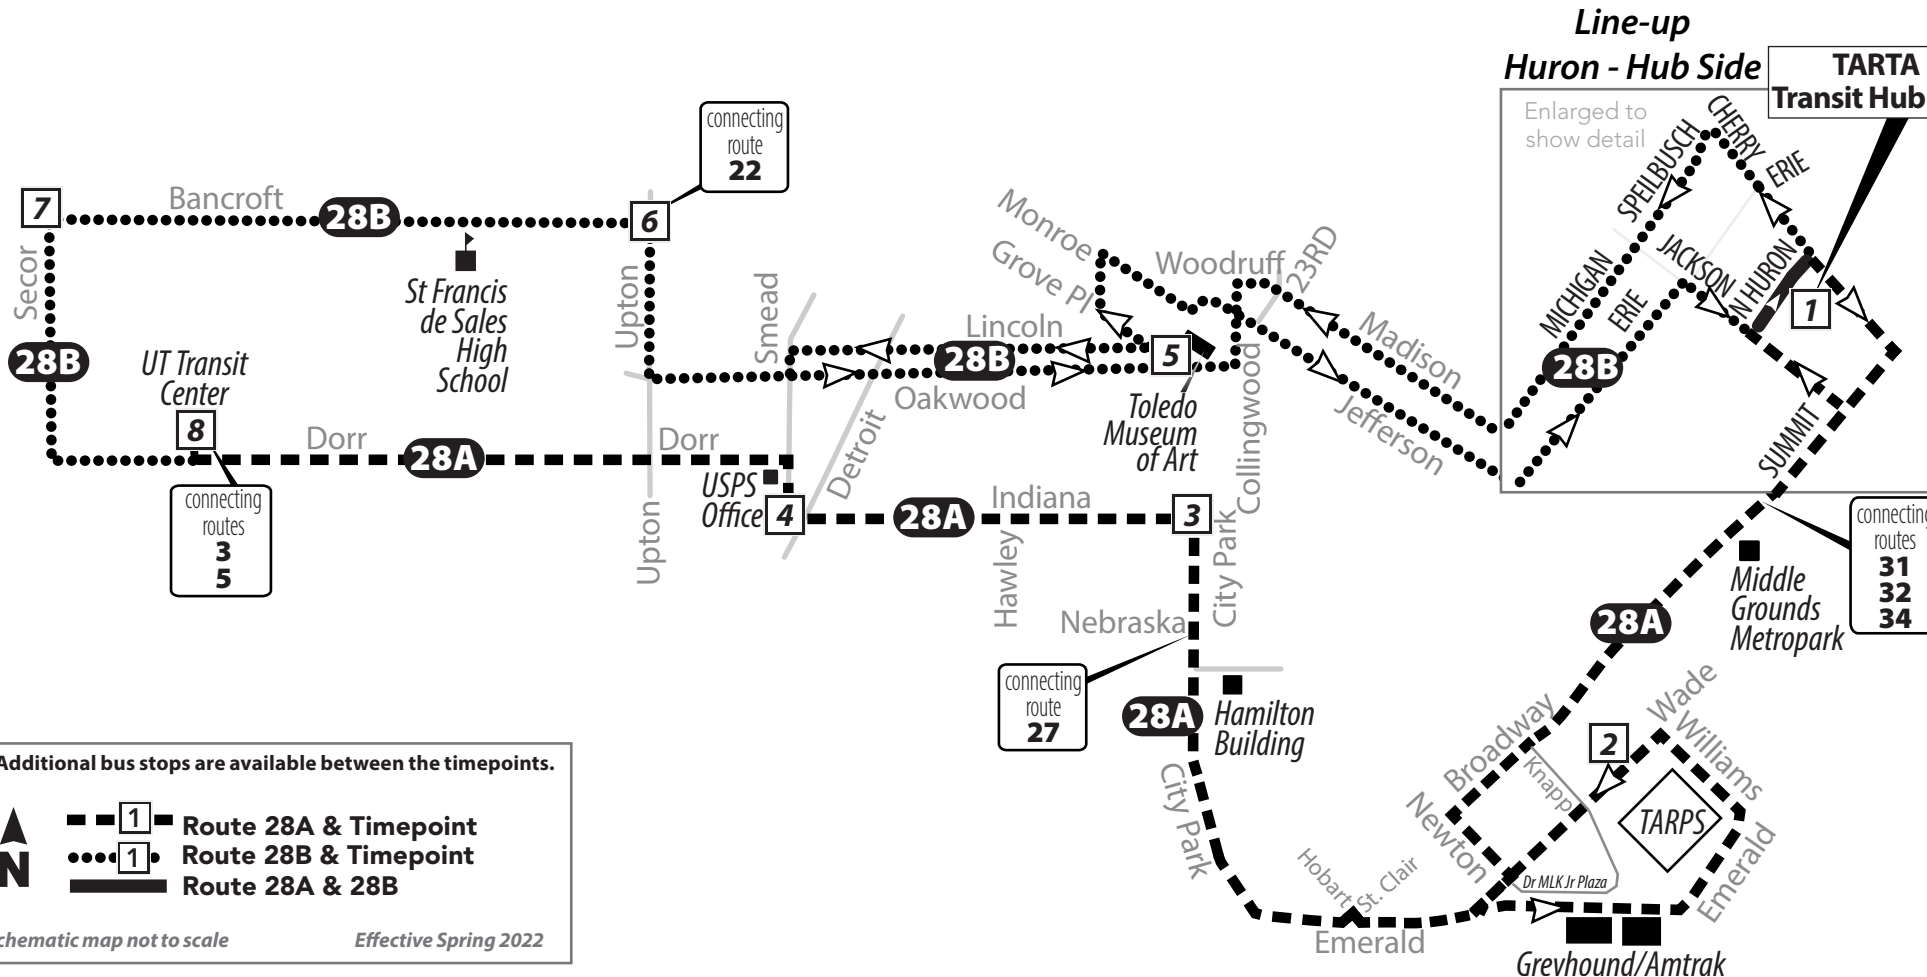 Line-up
Huron - Hub Side
TARTA
Transit Hub
Enlarged to
show detail
CHERRY
SPEILBUSCH
ERIE
JACKSON
N HURON
MICHIGAN
ERIE
1
28B
SUMMIT
connecting
route
22
7
Bancroft
28B
6
Secor
St Francis
de Sales
High
School
Upton
Smead
28B
UT Transit
Center
8
Dorr
28A
Dorr
connecting
routes
3
5
Upton
USPS
Office
4
Detroit
Monroe
Grove Pl
Woodruff
23RD
Lincoln
28B
5
Oakwood
Toledo
Museum
of Art
Collingwood
Madison
Jefferson
28A
Indiana
3
Hawley
City Park
Nebraska
connecting
route
27
28A
Hamilton
Building
City Park
connecting
routes
31
32
34
Middle
Grounds
Metropark
28A
Broadway
Wade
2
Williams
Knapp
TARPS
Newton
Hobart
St. Clair
Dr MLK Jr Plaza
Emerald
Emerald
Greyhound/Amtrak
Additional bus stops are available between the timepoints.
1 Route 28A & Timepoint
1 Route 28B & Timepoint
Route 28A & 28B
N
chematic map not to scale
Effective Spring 2022